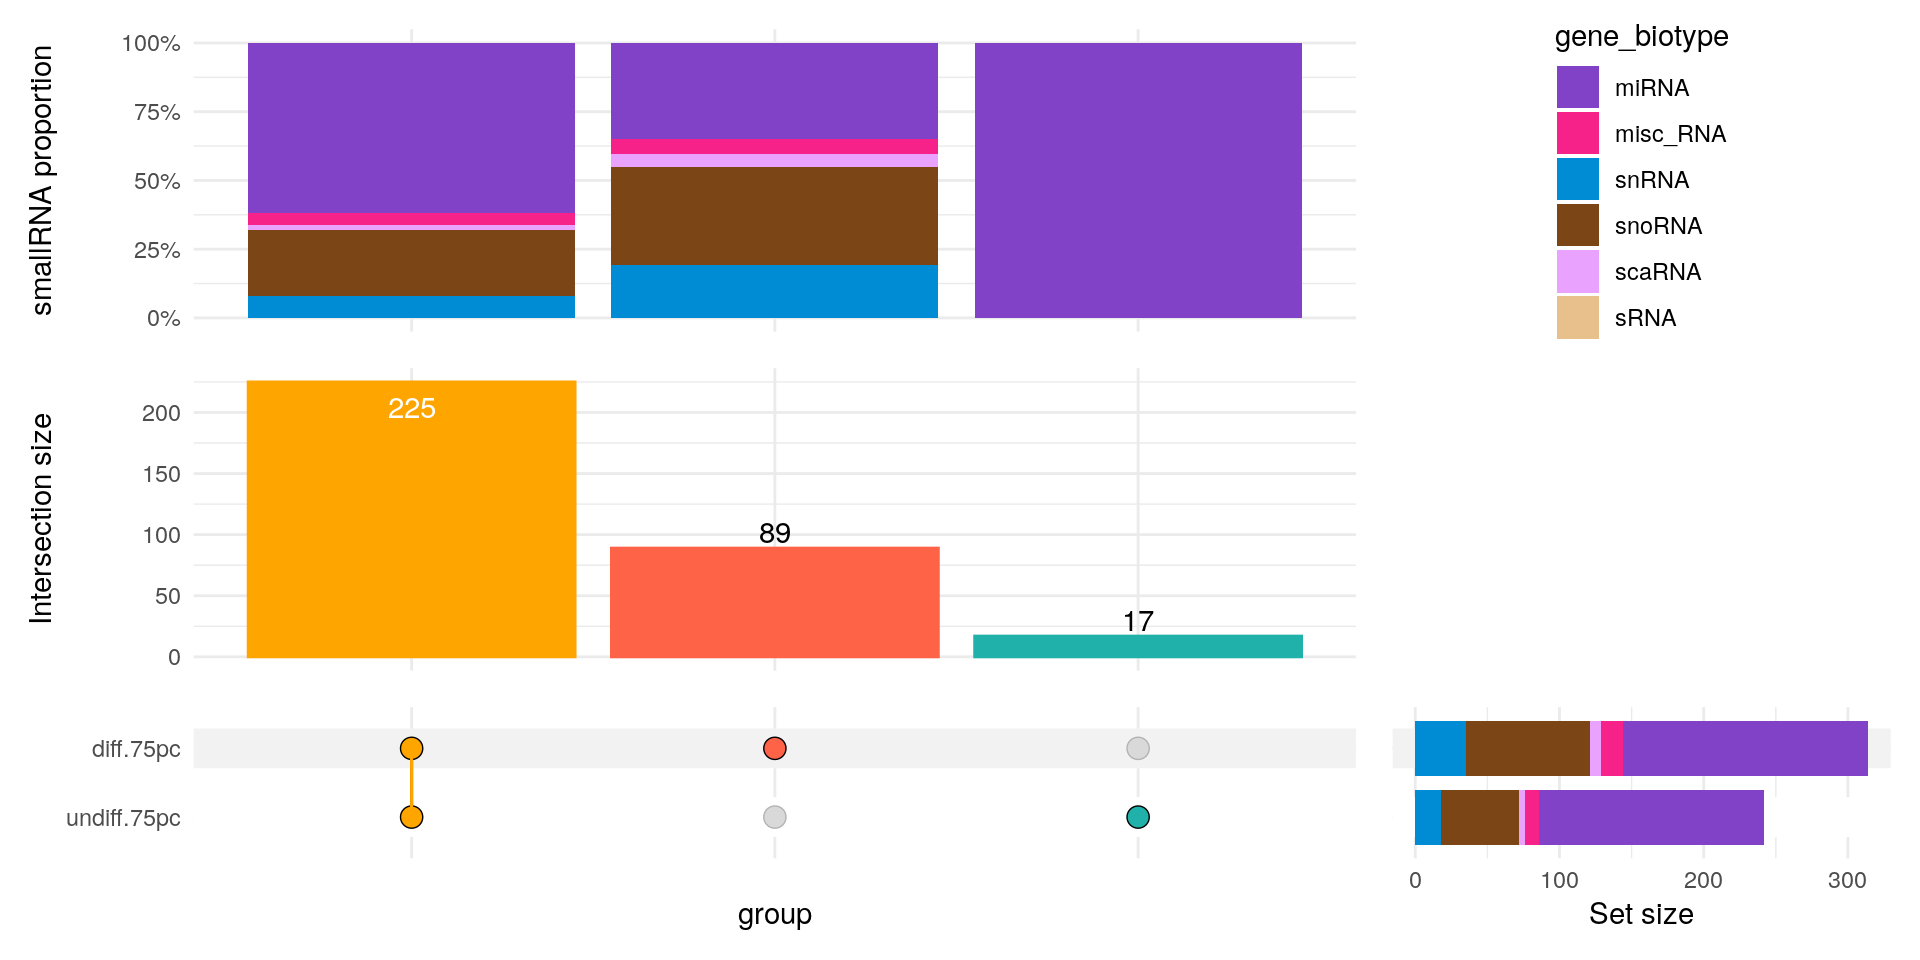 smallRNA proportion
100%
75%
50%
25%
0%
gene_biotype
miRNA
misc_RNA
snRNA
snoRNA
scaRNA
sRNA
Intersection size
200
150
100
50
0
225
89
17
diff.75pc
undiff.75pc
group
0 100 200 300
Set size